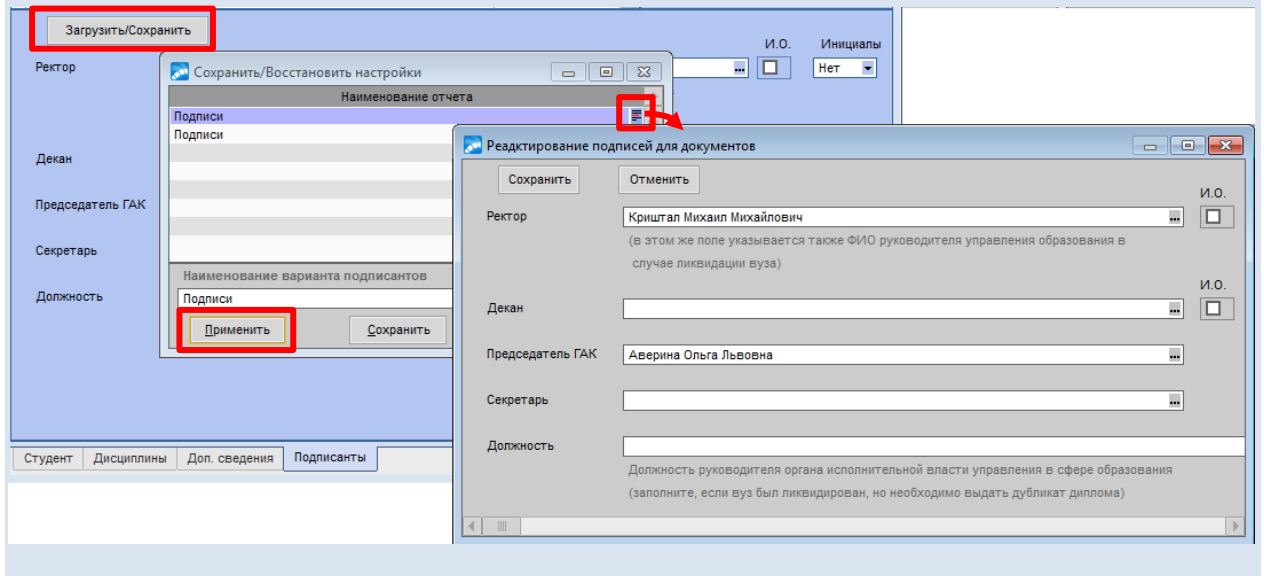 Загрузить/Сохранить
И.О. Инициалы
Ректор
Нет
Сохранить/Восстановить настройки
Наименование отчета
Подписи
Подписи
Декан
Председатель ГАК
Секретарь
Наименование варианта подписантов
Должность
Подписи
Применить Сохранить
Студент Дисциплины Доп. сведения Подписанты
Реадктирование подписей для документов
Сохранить Отменить
И.О.
Ректор Криштал Михаил Михайлович
(в этом же поле указывается также ФИО руководителя управления образования в
случае ликвидации вуза)
И.О.
Декан
Председатель ГАК Аверина Ольга Львовна
Секретарь
Должность
Должность руководителя органа исполнительной власти управления в сфере образования
(заполните, если вуз был ликвидирован, но необходимо выдать дубликат диплома)